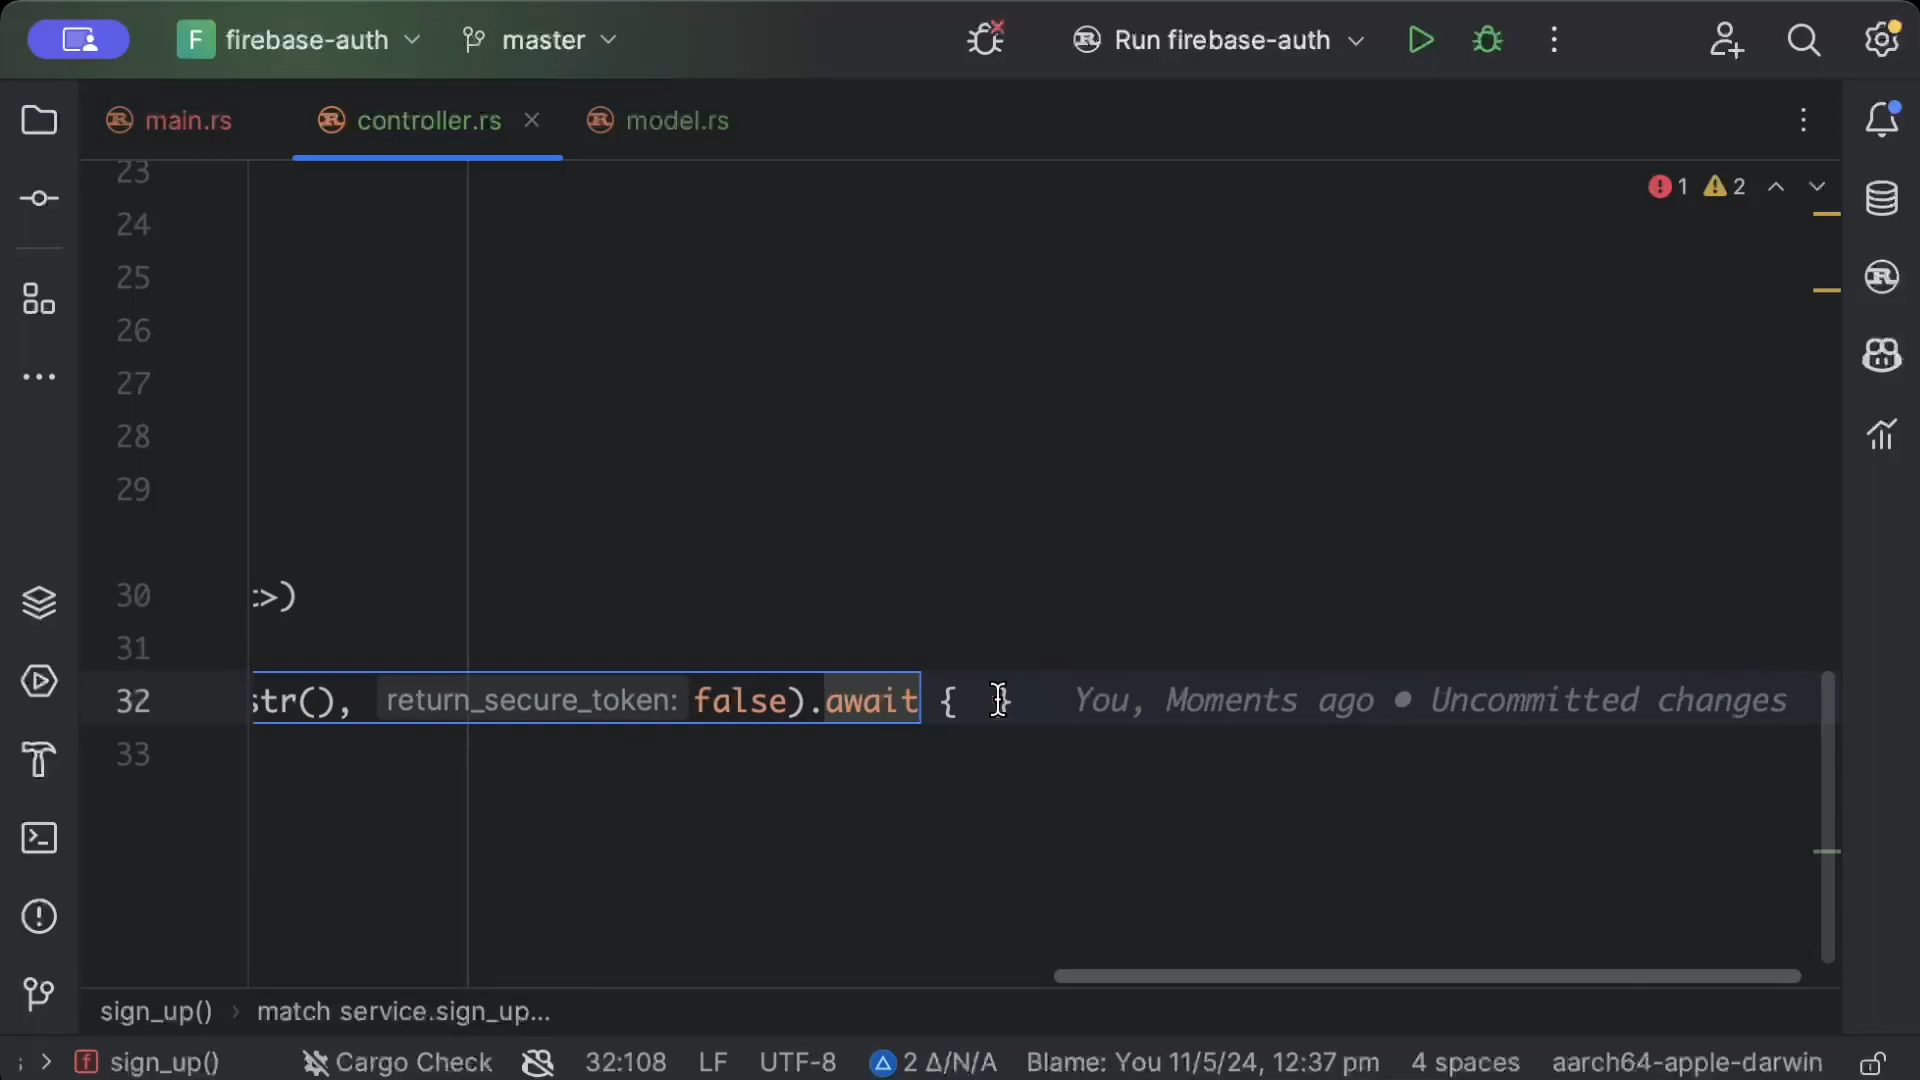 F firebase-auth master Run firebase-auth
main.rs controller.rs model.rs
1 2
23
24
25
26
27
28
29
30 >)
31
32 str(), return_secure_token: false).await { } You, Moments ago • Uncommitted changes
33
sign_up() › match service.sign_up...
f sign_up() Cargo Check 32:108 LF UTF-8 2 Δ/N/A Blame: You 11/5/24, 12:37 pm 4 spaces aarch64-apple-darwin